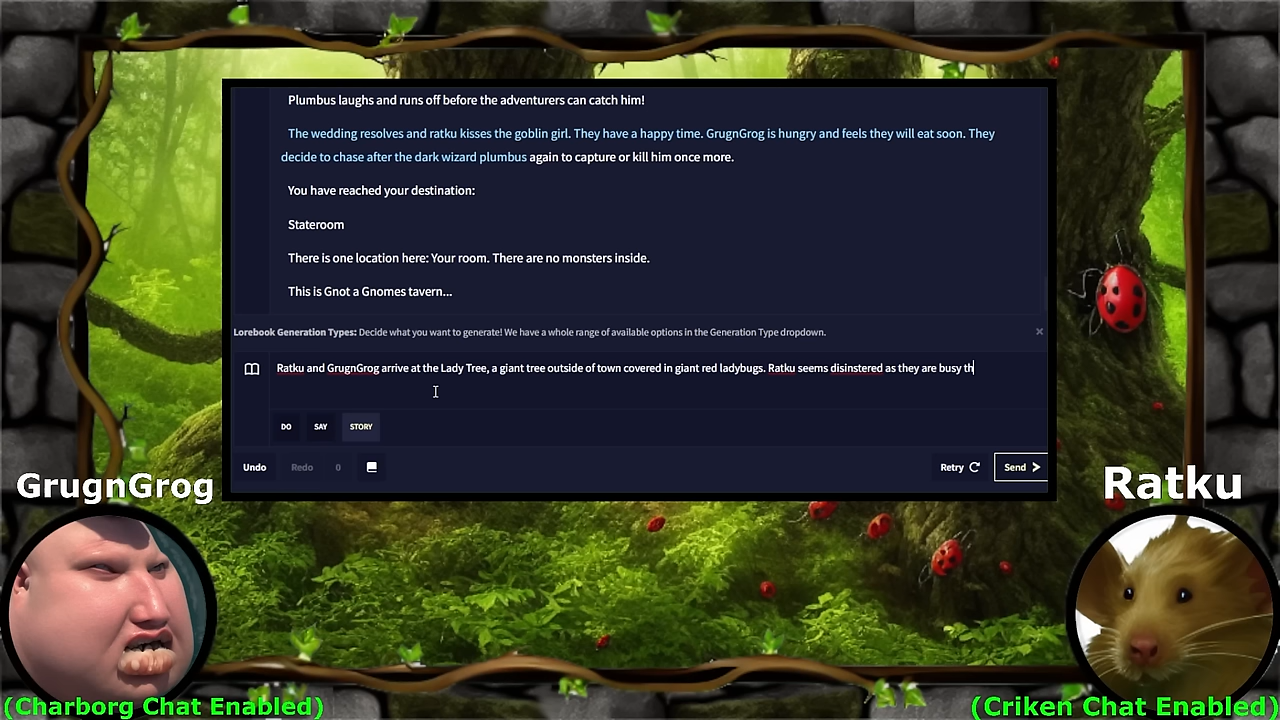 Plumbus laughs and runs off before the adventurers can catch him!
The wedding resolves and ratku kisses the goblin girl. They have a happy time. GrugnGrog is hungry and feels they will eat soon. They
decide to chase after the dark wizard plumbus again to capture or kill him once more.
You have reached your destination:
Stateroom
There is one location here: Your room. There are no monsters inside.
This is Gnot a Gnomes tavern...
Lorebook Generation Types: Decide what you want to generate! We have a whole range of available options in the Generation Type dropdown.
Ratku and GrugnGrog arrive at the Lady Tree, a giant tree outside of town covered in giant red ladybugs. Ratku seems disinstered as they are busy th
DO SAY STORY
Undo Redo 0 Retry Send
GrugnGrog
Ratku
(Charborg Chat Enabled)
(Criken Chat Enabled)